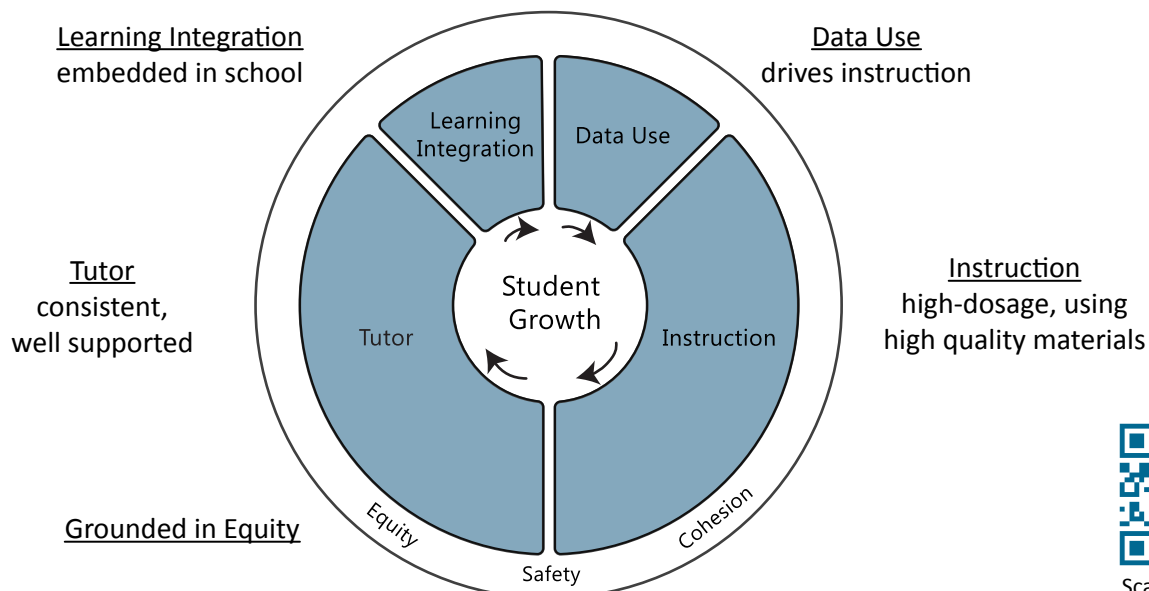 Learning Integration
embedded in school
Data Use
drives instruction
Learning
Integration
Data Use
Tutor
consistent,
well supported
Student
Growth
Tutor
Instruction
Instruction
high-dosage, using
high quality materials
Grounded in Equity
Equity
Safety
Cohesion